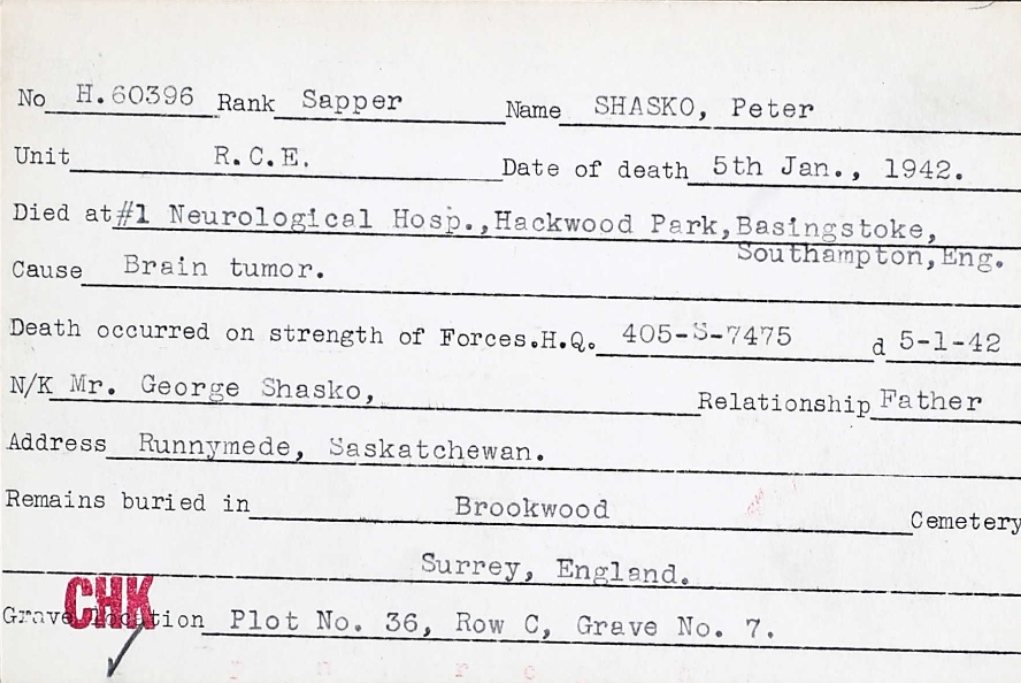 No H.60396 Rank Sapper Name SHASKO, Peter
Unit R.C.E. Date of death 5th Jan., 1942.
Died at #1 Neurological Hosp., Hackwood Park, Basingstoke,
Southampton, Eng.
Cause Brain tumor.
Death occurred on strength of Forces.H.Q. 405-S-7475 d 5-1-42
N/K Mr. George Shasko, Relationship Father
Address Runnymede, Saskatchewan.
Remains buried in Brookwood Cemetery
Surrey, England.
CHK
Grave Location Plot No. 36, Row C, Grave No. 7.